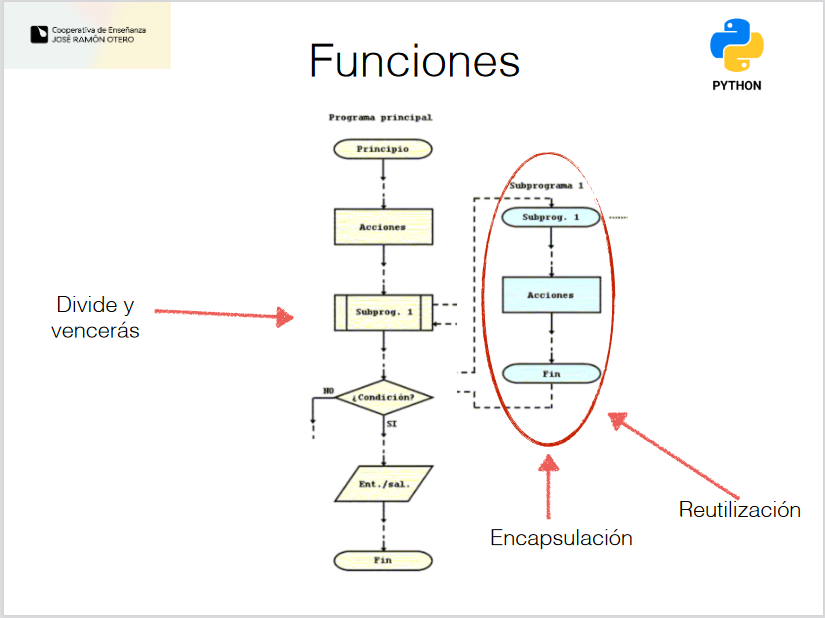 Cooperativa de Enseñanza
JOSÉ RAMÓN OTERO
Funciones
PYTHON
Programa principal
Principio
Acciones
Subprog. 1
¿Condición?
NO
SI
Ent./sal.
Fin
Subprograma 1
Subprog. 1
Acciones
Fin
Divide y
vencerás
Encapsulación
Reutilización